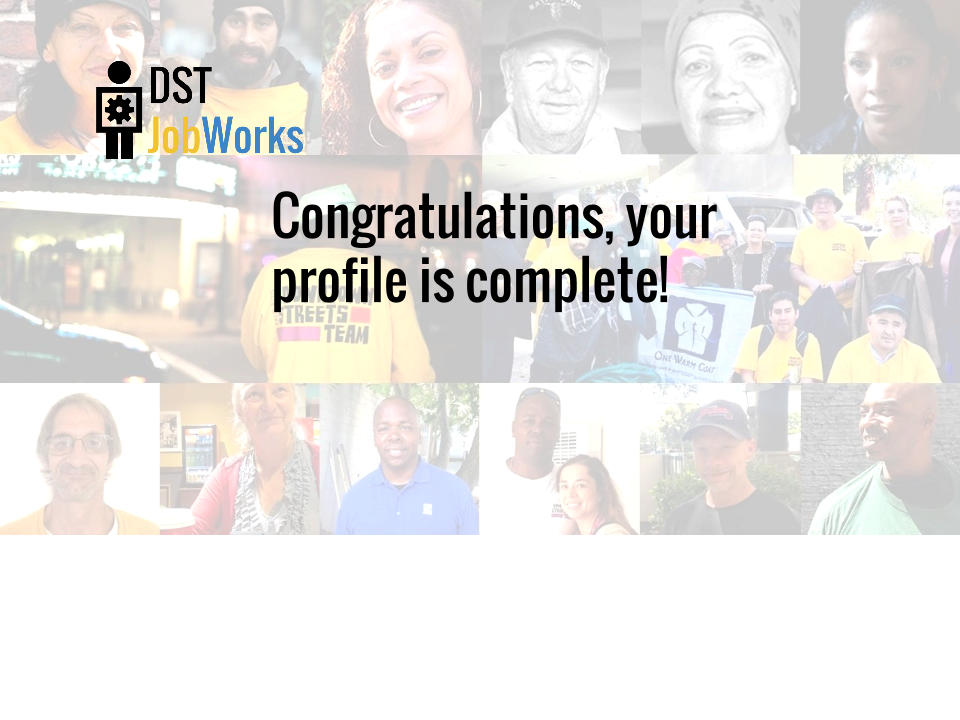 DST
JobWorks
Congratulations, your
profile is complete!
STREETS
TEAM
ONE WARM COAT